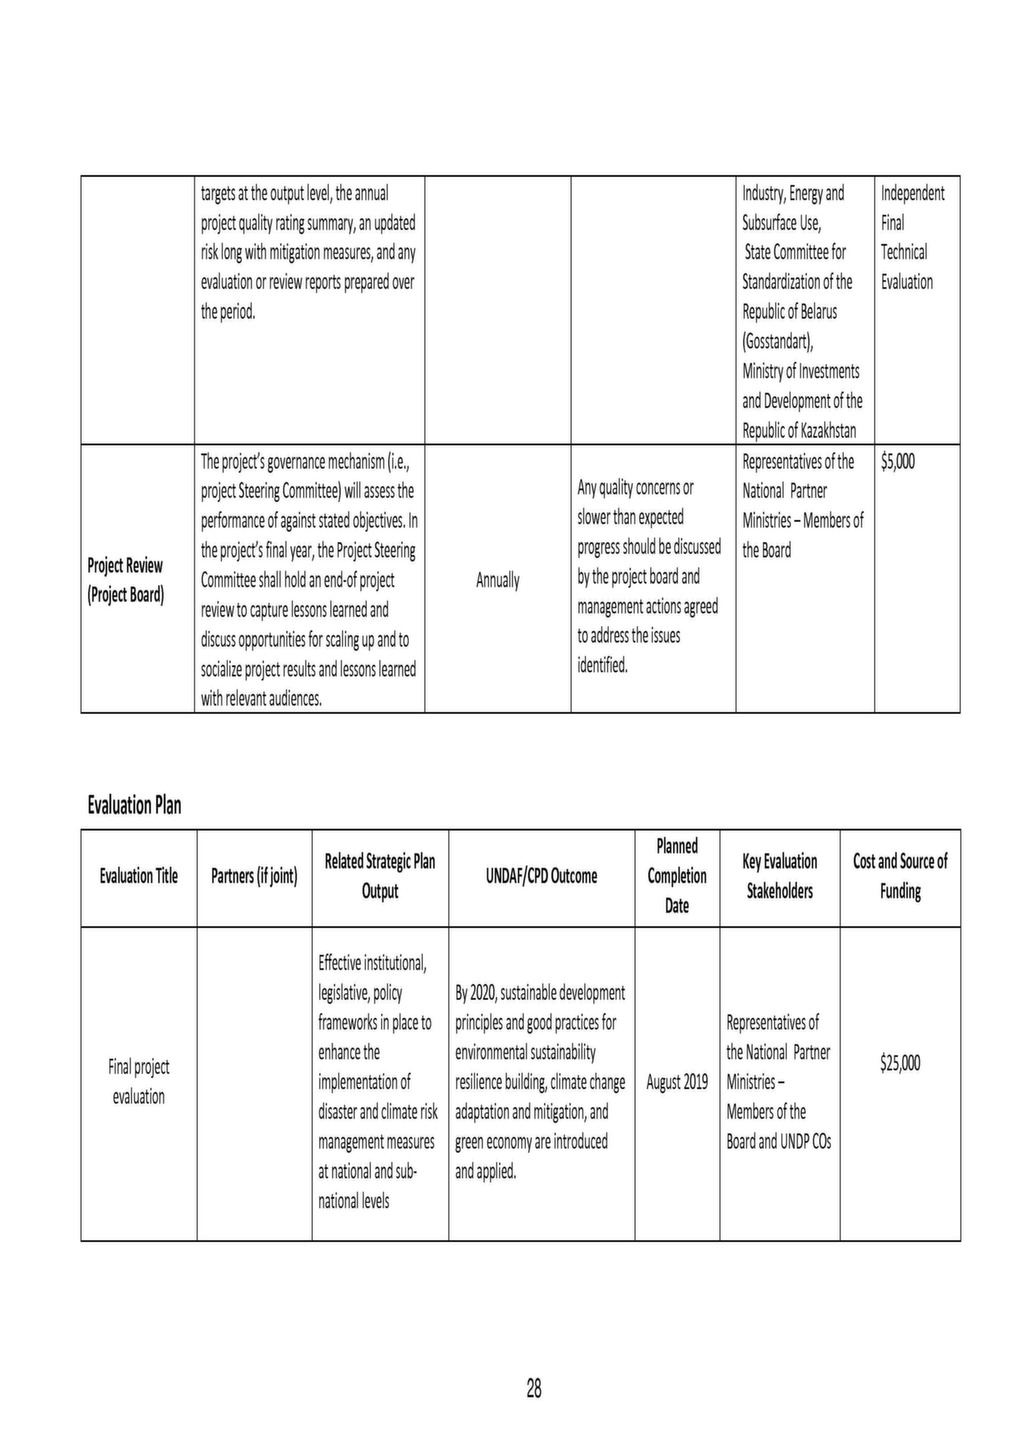 targets at the output level, the annual
project quality rating summary, an updated
risk long with mitigation measures, and any
evaluation or review reports prepared over
the period.
Industry, Energy and
Subsurface Use,
State Committee for
Standardization of the
Republic of Belarus
(Gosstandart),
Ministry of Investments
and Development of the
Republic of Kazakhstan
Independent
Final
Technical
Evaluation
Project Review
(Project Board)
The project’s governance mechanism (i.e.,
project Steering Committee) will assess the
performance of against stated objectives. In
the project’s final year, the Project Steering
Committee shall hold an end-of project
review to capture lessons learned and
discuss opportunities for scaling up and to
socialize project results and lessons learned
with relevant audiences.
Annually
Any quality concerns or
slower than expected
progress should be discussed
by the project board and
management actions agreed
to address the issues
identified.
Representatives of the
National Partner
Ministries – Members of
the Board
$5,000
Evaluation Plan
Evaluation Title
Partners (if joint)
Related Strategic Plan
Output
UNDAF/CPD Outcome
Planned
Completion
Date
Key Evaluation
Stakeholders
Cost and Source of
Funding
Final project
evaluation
Effective institutional,
legislative, policy
frameworks in place to
enhance the
implementation of
disaster and climate risk
management measures
at national and sub-
national levels
By 2020, sustainable development
principles and good practices for
environmental sustainability
resilience building, climate change
adaptation and mitigation, and
green economy are introduced
and applied.
August 2019
Representatives of
the National Partner
Ministries –
Members of the
Board and UNDP COs
$25,000
28